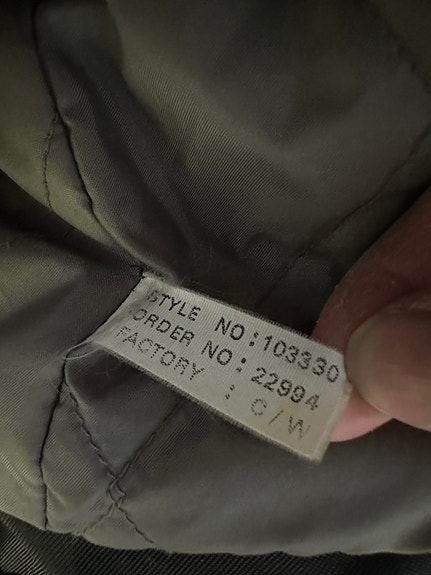 STYLE NO: 103330
ORDER NO: 22994
FACTORY : C/W